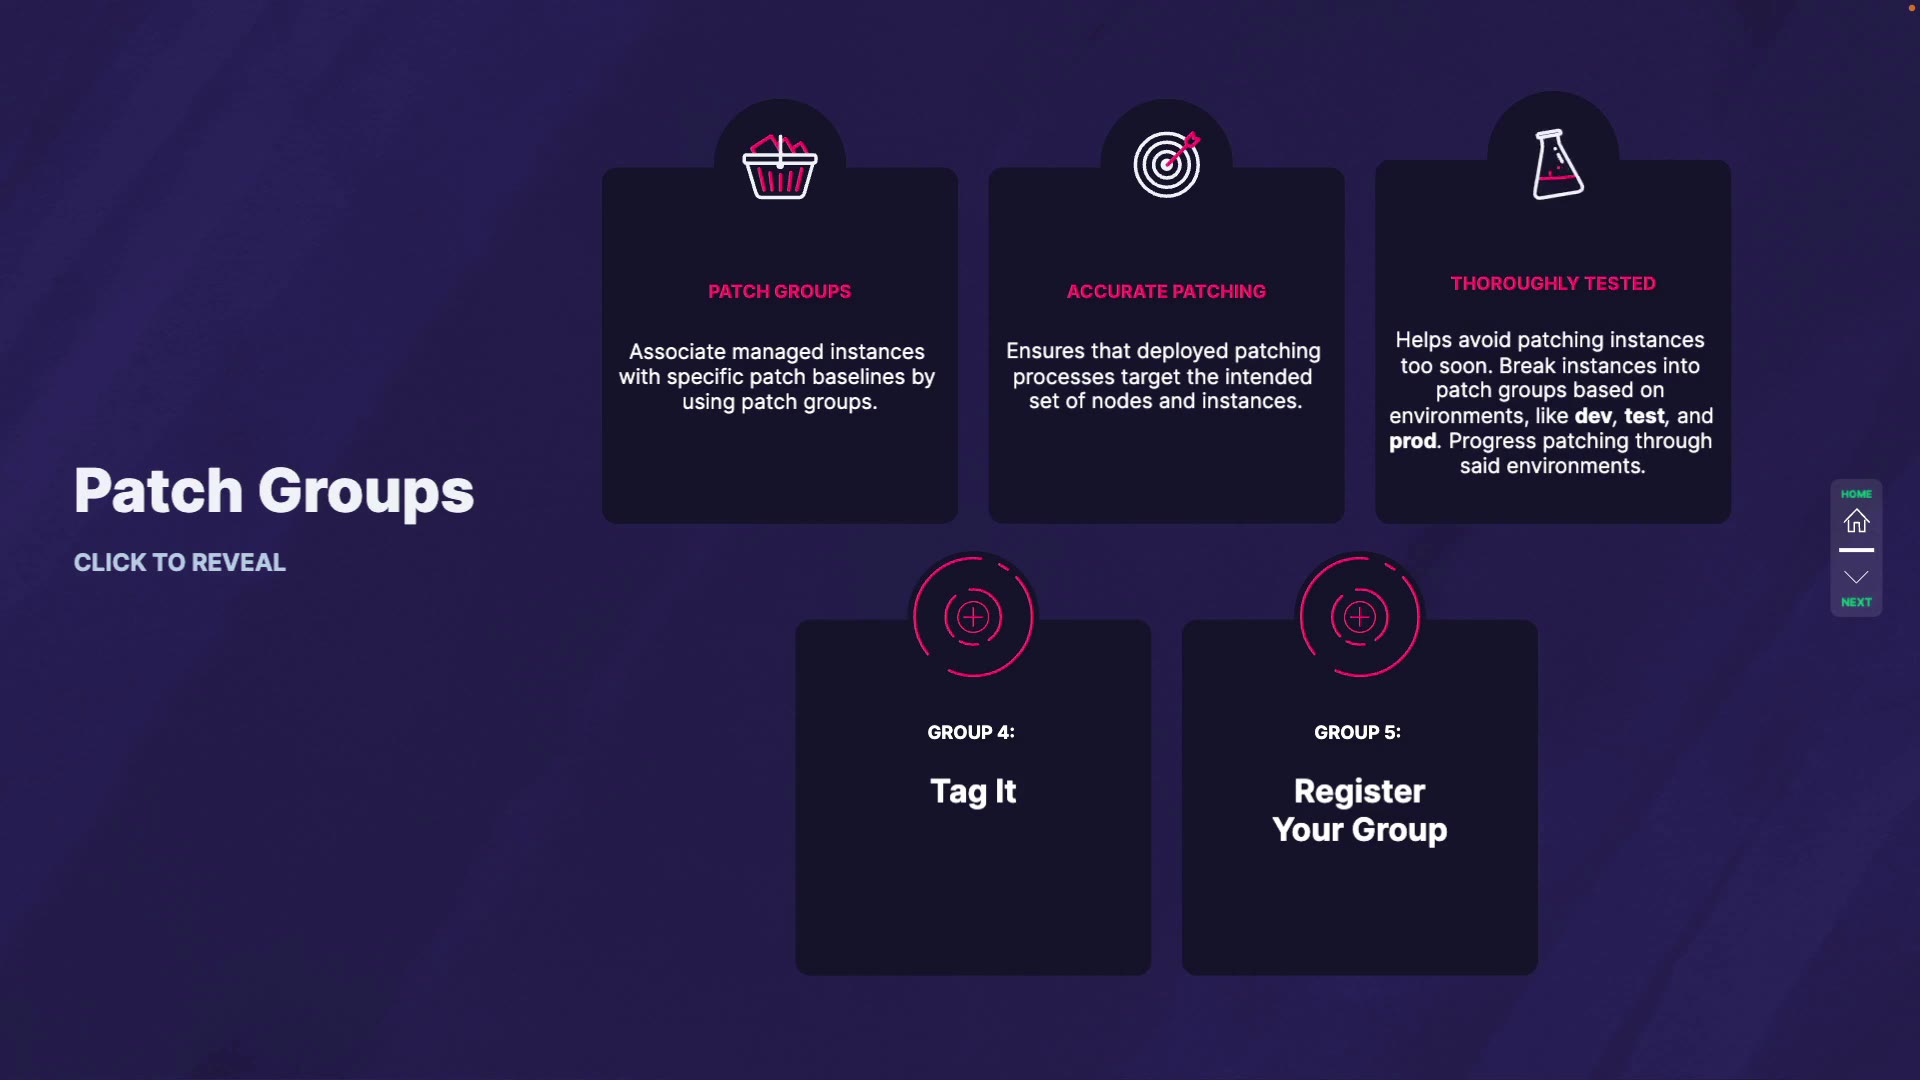 Patch Groups
CLICK TO REVEAL
PATCH GROUPS
Associate managed instances
with specific patch baselines by
using patch groups.
ACCURATE PATCHING
Ensures that deployed patching
processes target the intended
set of nodes and instances.
THOROUGHLY TESTED
Helps avoid patching instances
too soon. Break instances into
patch groups based on
environments, like dev, test, and
prod. Progress patching through
said environments.
GROUP 4:
Tag It
GROUP 5:
Register
Your Group
HOME
NEXT